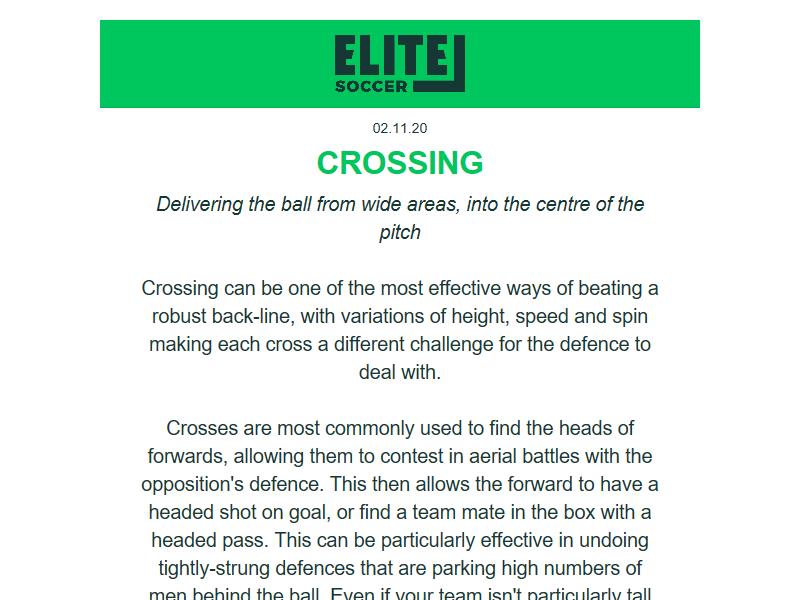 ELITE
SOCCER
02.11.20
CROSSING
Delivering the ball from wide areas, into the centre of the
pitch
Crossing can be one of the most effective ways of beating a
robust back-line, with variations of height, speed and spin
making each cross a different challenge for the defence to
deal with.
Crosses are most commonly used to find the heads of
forwards, allowing them to contest in aerial battles with the
opposition's defence. This then allows the forward to have a
headed shot on goal, or find a team mate in the box with a
headed pass. This can be particularly effective in undoing
tightly-strung defences that are parking high numbers of
men behind the ball. Even if your team isn't particularly tall